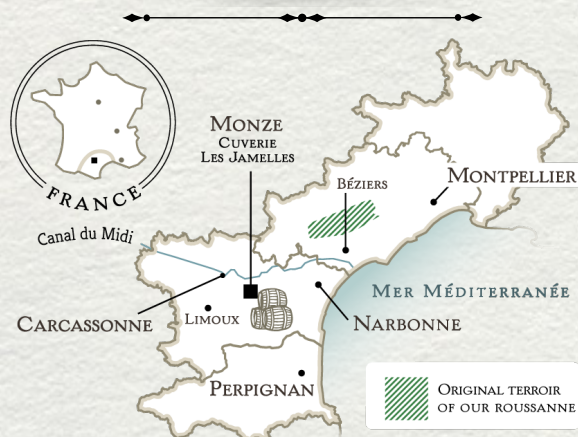 FRANCE
Canal du Midi
MONZE
CUVERIE
LES JAMELLES
BÉZIERS
MONTPELLIER
MER MÉDITERRANÉE
CARCASSONNE
LIMOUX
NARBONNE
PERPIGNAN
ORIGINAL TERROIR
OF OUR ROUSSANNE